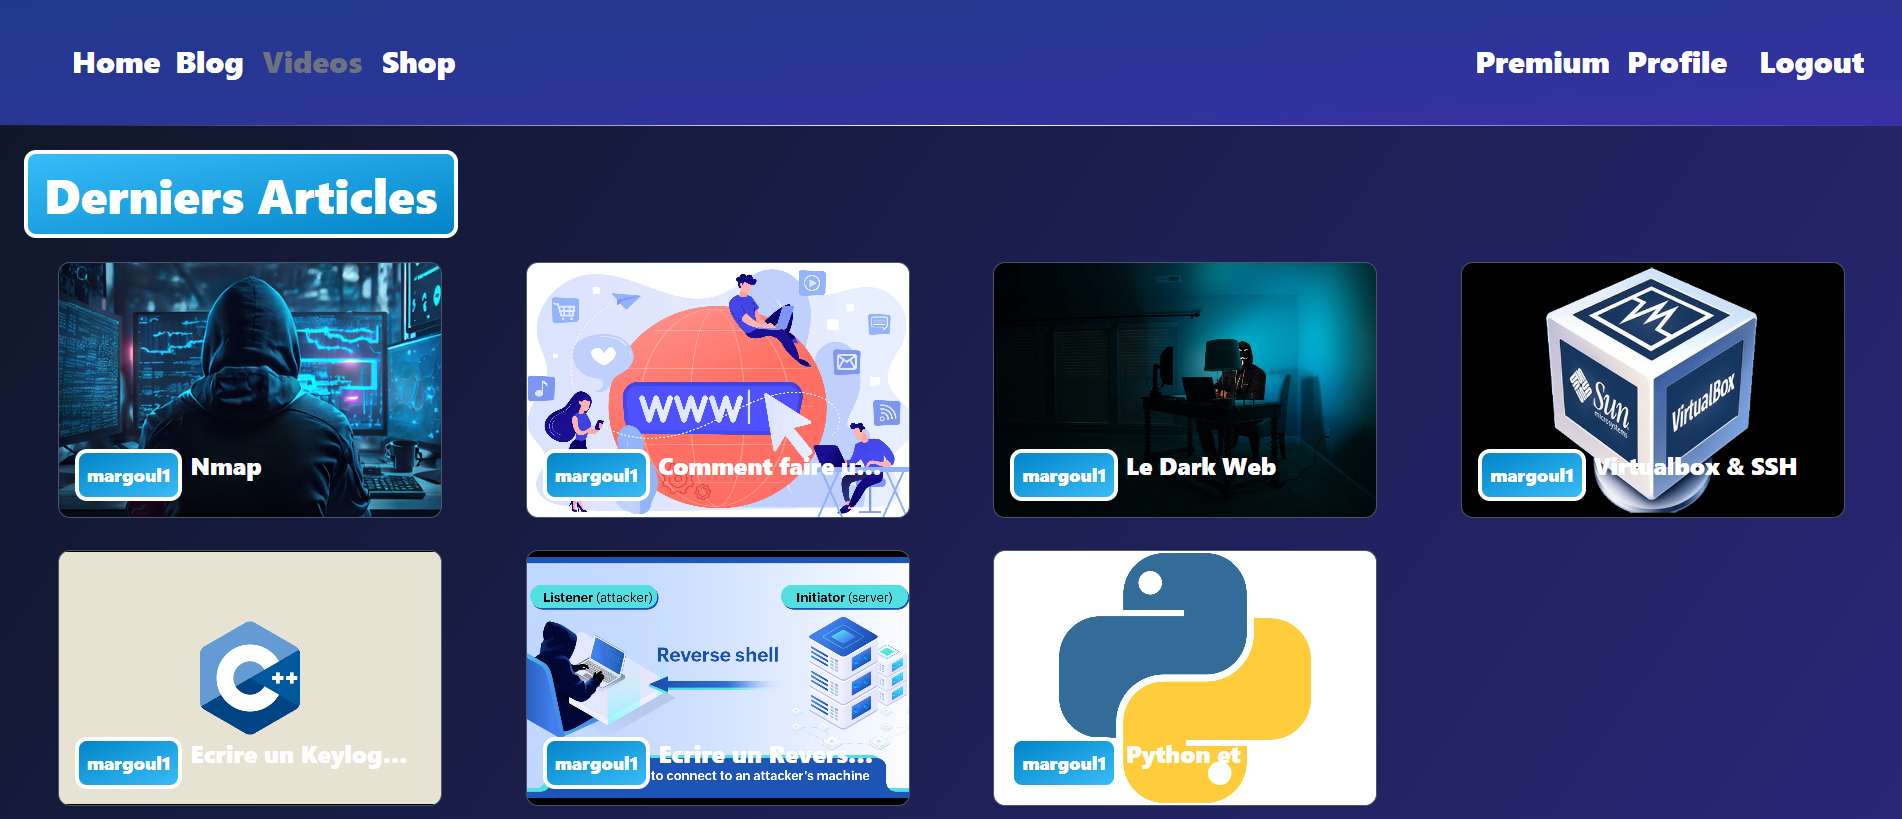 Home Blog Videos Shop Premium Profile Logout
Derniers Articles
margoul1 Nmap
WWW
margoul1 Comment faire u...
margoul1 Le Dark Web
Sun
microsystems
VirtualBox
margoul1 Virtualbox & SSH
C++
margoul1 Ecrire un Keylog...
Listener (attacker)
Initiator (server)
Reverse shell
margoul1 Ecrire un Revers...
to connect to an attacker's machine
margoul1 Python et